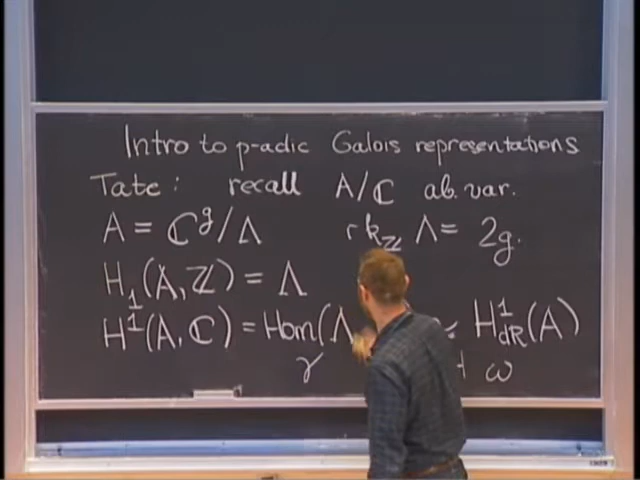 Intro to p-adic Galois representations
Tate: recall A/ℂ ab. var.
A = ℂ^g/Λ rk_ℤ Λ = 2g.
H_1(A, ℤ) = Λ
H^1(A, ℂ) = Hom(Λ H^1_dR(A)
γ ω